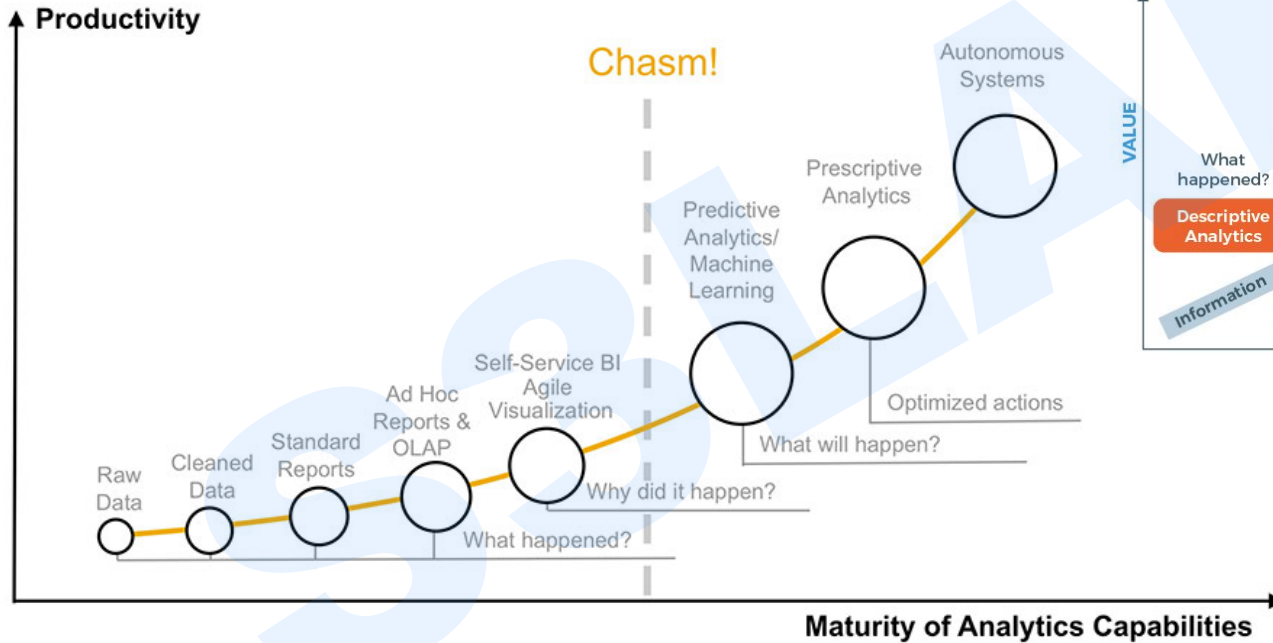 Productivity
Chasm!
Autonomous
Systems
Prescriptive
Analytics
Predictive
Analytics/
Machine
Learning
Self-Service BI
Agile
Visualization
Ad Hoc
Reports &
OLAP
Standard
Reports
Cleaned
Data
Raw
Data
Optimized actions
What will happen?
Why did it happen?
What happened?
Maturity of Analytics Capabilities
VALUE
What
happened?
Descriptive
Analytics
Information